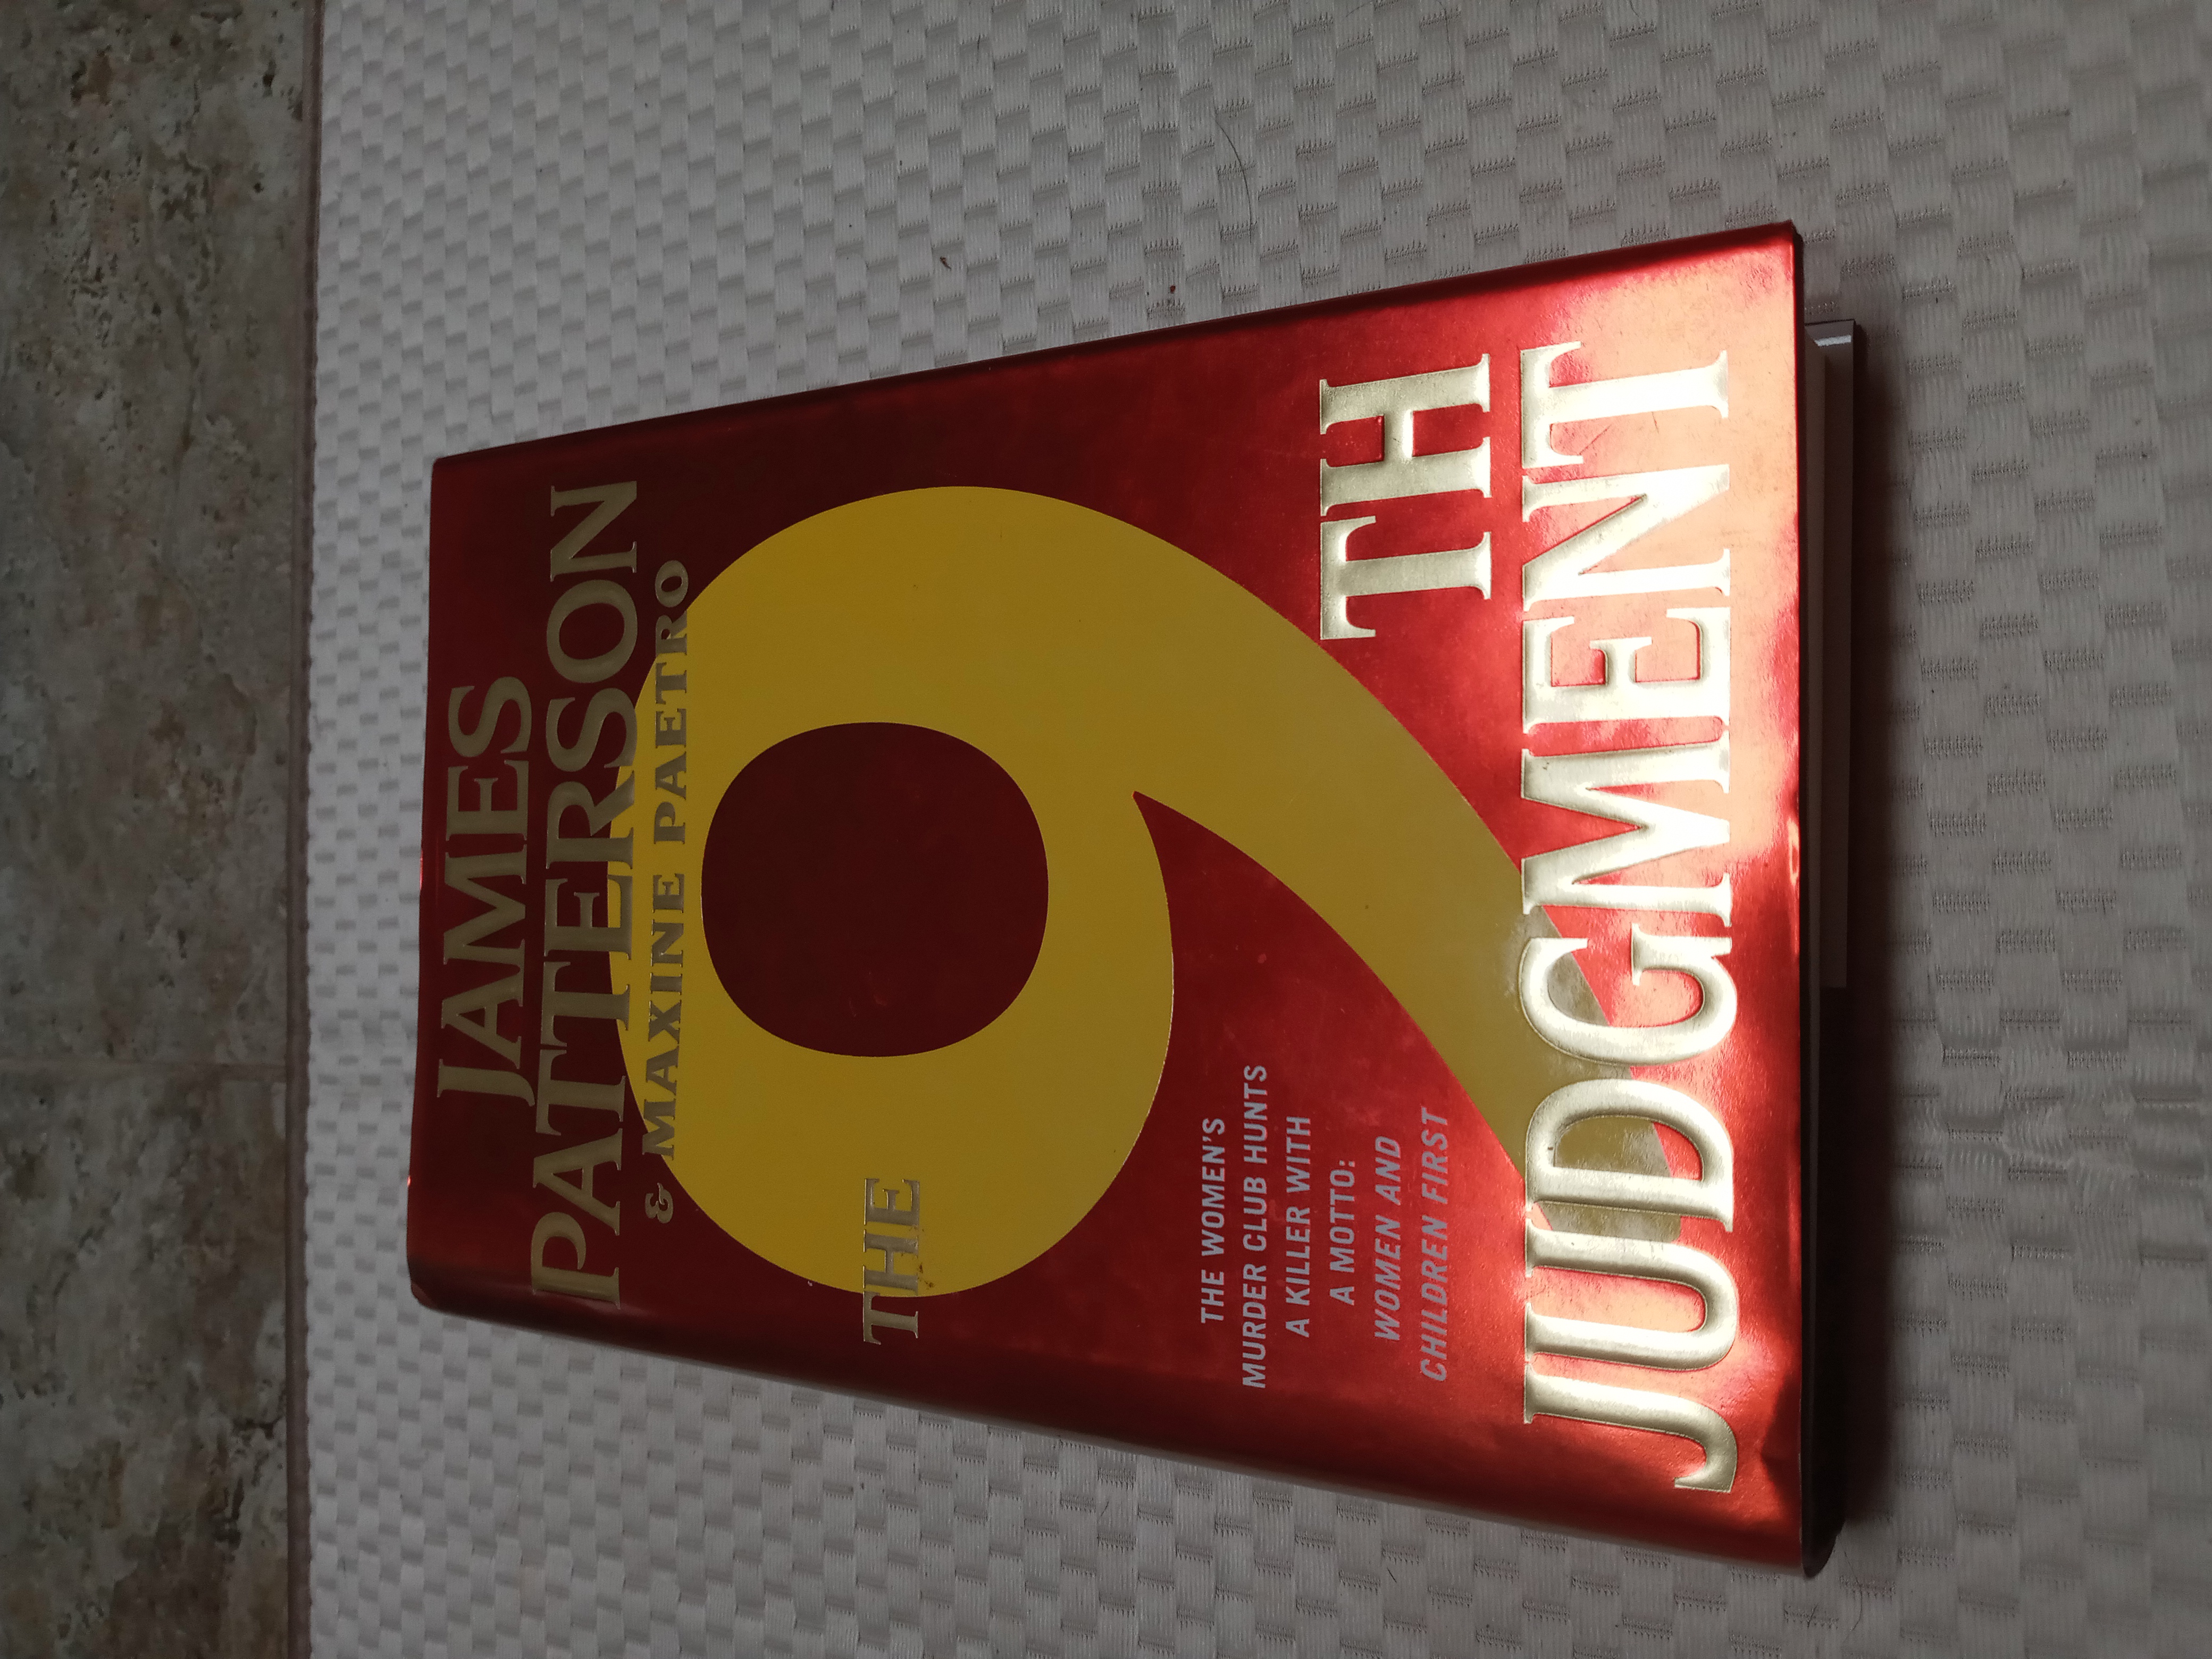 JAMES
PATTERSON
& MAXINE PAETRO
THE
9
TH
THE WOMEN'S
MURDER CLUB HUNTS
A KILLER WITH
A MOTTO:
WOMEN AND
CHILDREN FIRST
JUDGMENT